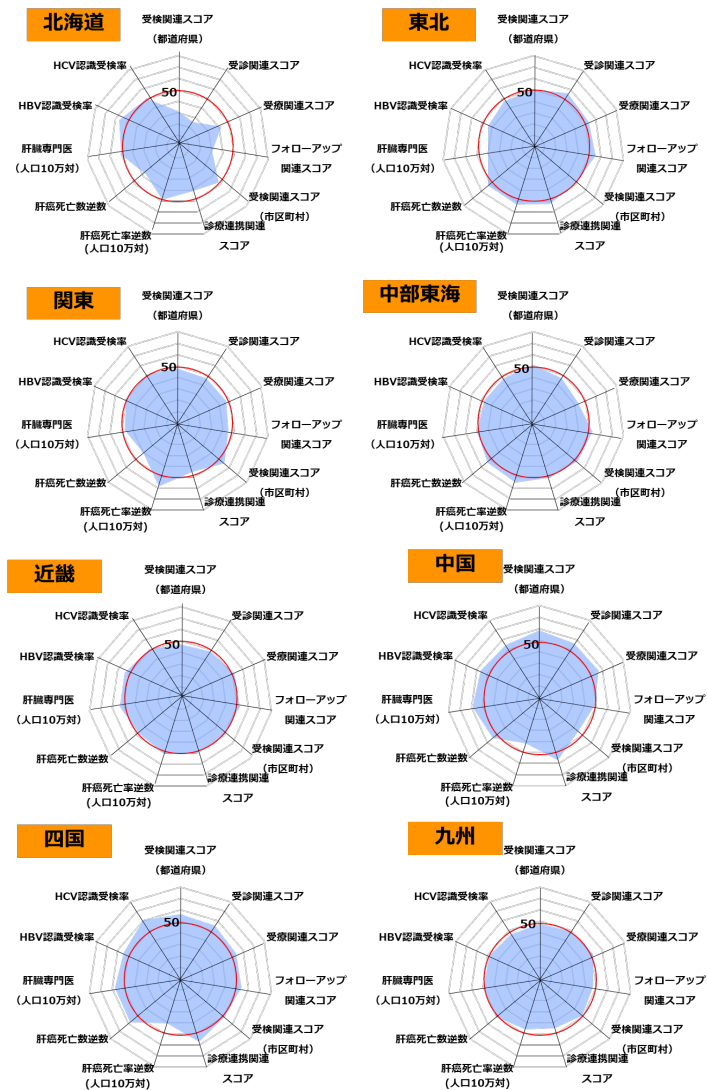 北海道
受検関連スコア
(都道府県)
受診関連スコア
受療関連スコア
フォローアップ
関連スコア
受検関連スコア
(市区町村)
診療連携関連
スコア
肝癌死亡率逆数
(人口10万対)
肝癌死亡数逆数
肝臓専門医
(人口10万対)
HBV認識受検率
HCV認識受検率
50
東北
受検関連スコア
(都道府県)
受診関連スコア
受療関連スコア
フォローアップ
関連スコア
受検関連スコア
(市区町村)
診療連携関連
スコア
肝癌死亡率逆数
(人口10万対)
肝癌死亡数逆数
肝臓専門医
(人口10万対)
HBV認識受検率
HCV認識受検率
50
関東
受検関連スコア
(都道府県)
受診関連スコア
受療関連スコア
フォローアップ
関連スコア
受検関連スコア
(市区町村)
診療連携関連
スコア
肝癌死亡率逆数
(人口10万対)
肝癌死亡数逆数
肝臓専門医
(人口10万対)
HBV認識受検率
HCV認識受検率
50
中部東海
受検関連スコア
(都道府県)
受診関連スコア
受療関連スコア
フォローアップ
関連スコア
受検関連スコア
(市区町村)
診療連携関連
スコア
肝癌死亡率逆数
(人口10万対)
肝癌死亡数逆数
肝臓専門医
(人口10万対)
HBV認識受検率
HCV認識受検率
50
近畿
受検関連スコア
(都道府県)
受診関連スコア
受療関連スコア
フォローアップ
関連スコア
受検関連スコア
(市区町村)
診療連携関連
スコア
肝癌死亡率逆数
(人口10万対)
肝癌死亡数逆数
肝臓専門医
(人口10万対)
HBV認識受検率
HCV認識受検率
50
中国
受検関連スコア
(都道府県)
受診関連スコア
受療関連スコア
フォローアップ
関連スコア
受検関連スコア
(市区町村)
診療連携関連
スコア
肝癌死亡率逆数
(人口10万対)
肝癌死亡数逆数
肝臓専門医
(人口10万対)
HBV認識受検率
HCV認識受検率
50
四国
受検関連スコア
(都道府県)
受診関連スコア
受療関連スコア
フォローアップ
関連スコア
受検関連スコア
(市区町村)
診療連携関連
スコア
肝癌死亡率逆数
(人口10万対)
肝癌死亡数逆数
肝臓専門医
(人口10万対)
HBV認識受検率
HCV認識受検率
50
九州
受検関連スコア
(都道府県)
受診関連スコア
受療関連スコア
フォローアップ
関連スコア
受検関連スコア
(市区町村)
診療連携関連
スコア
肝癌死亡率逆数
(人口10万対)
肝癌死亡数逆数
肝臓専門医
(人口10万対)
HBV認識受検率
HCV認識受検率
50